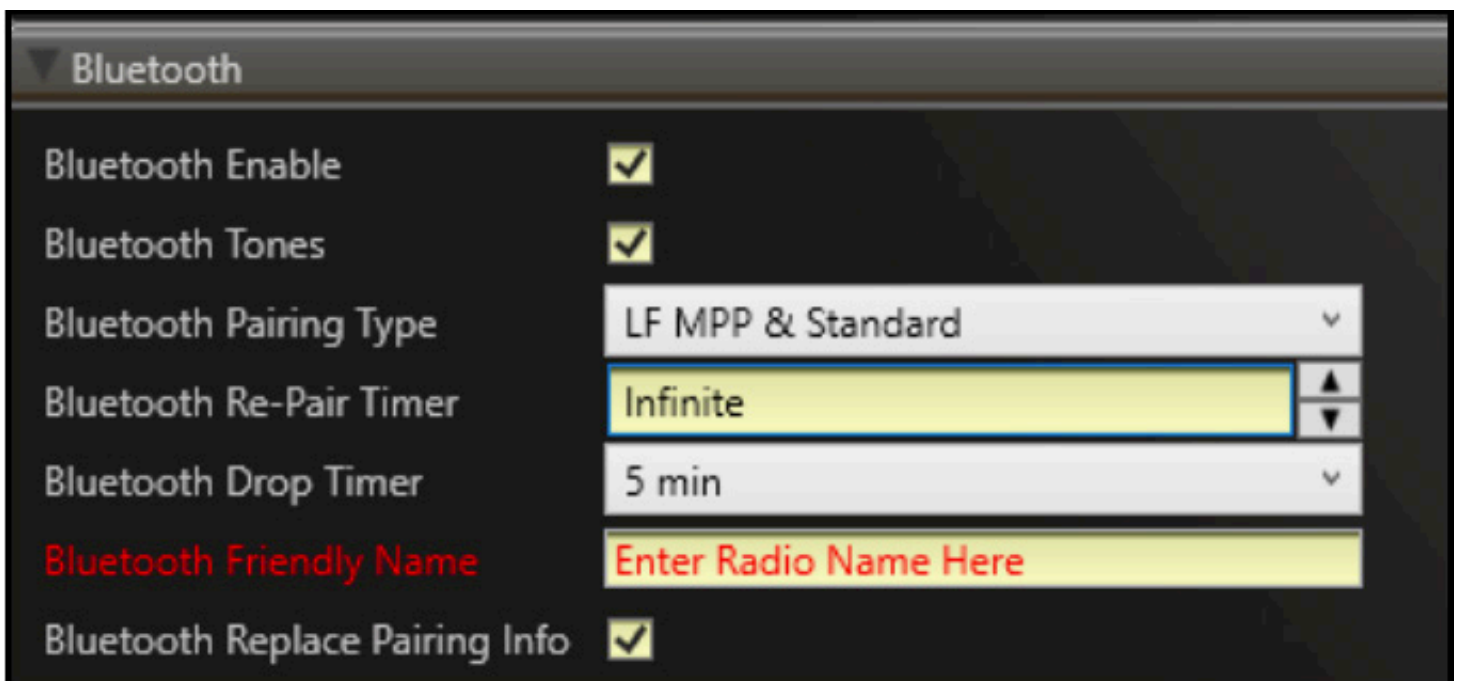 Bluetooth
Bluetooth Enable
Bluetooth Tones
Bluetooth Pairing Type LF MPP & Standard
Bluetooth Re-Pair Timer Infinite
Bluetooth Drop Timer 5 min
Bluetooth Friendly Name Enter Radio Name Here
Bluetooth Replace Pairing Info